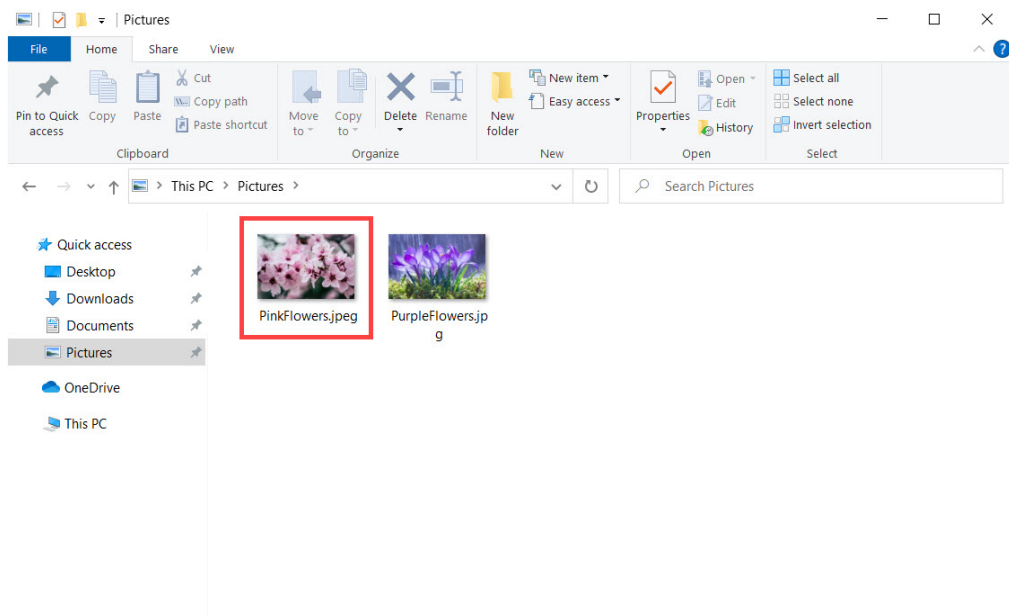 Pictures
File Home Share View
Pin to Quick access
Copy
Paste
Cut
Copy path
Paste shortcut
Clipboard
Move to
Copy to
Delete
Rename
Organize
New folder
New item
Easy access
New
Properties
Open
Edit
History
Open
Select all
Select none
Invert selection
Select
This PC > Pictures >
Search Pictures
Quick access
Desktop
Downloads
Documents
Pictures
OneDrive
This PC
PinkFlowers.jpeg
PurpleFlowers.jp
g